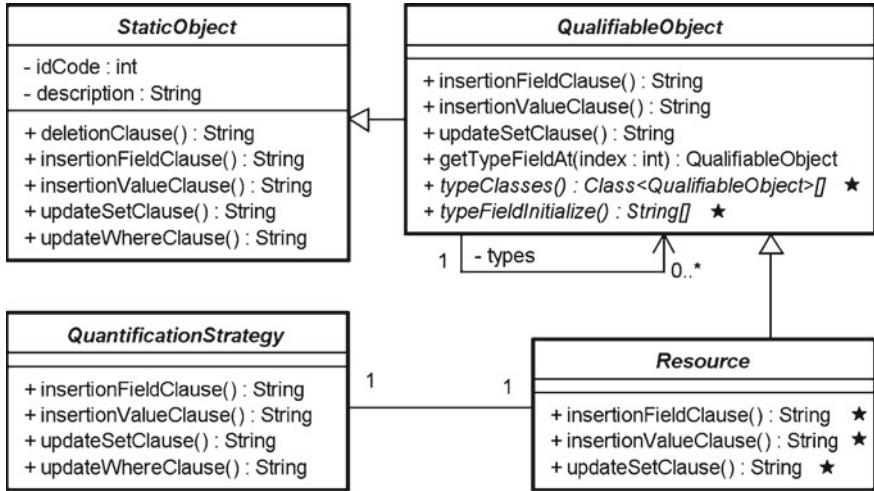 StaticObject
- idCode : int
- description : String
+ deletionClause() : String
+ insertionFieldClause() : String
+ insertionValueClause() : String
+ updateSetClause() : String
+ updateWhereClause() : String
QualifiableObject
+ insertionFieldClause() : String
+ insertionValueClause() : String
+ updateSetClause() : String
+ getTypeFieldAt(index : int) : QualifiableObject
+ typeClasses() : Class<QualifiableObject>[] ★
+ typeFieldInitialize() : String[] ★
1
- types
0..*
QuantificationStrategy
+ insertionFieldClause() : String
+ insertionValueClause() : String
+ updateSetClause() : String
+ updateWhereClause() : String
1
1
Resource
+ insertionFieldClause() : String ★
+ insertionValueClause() : String ★
+ updateSetClause() : String ★